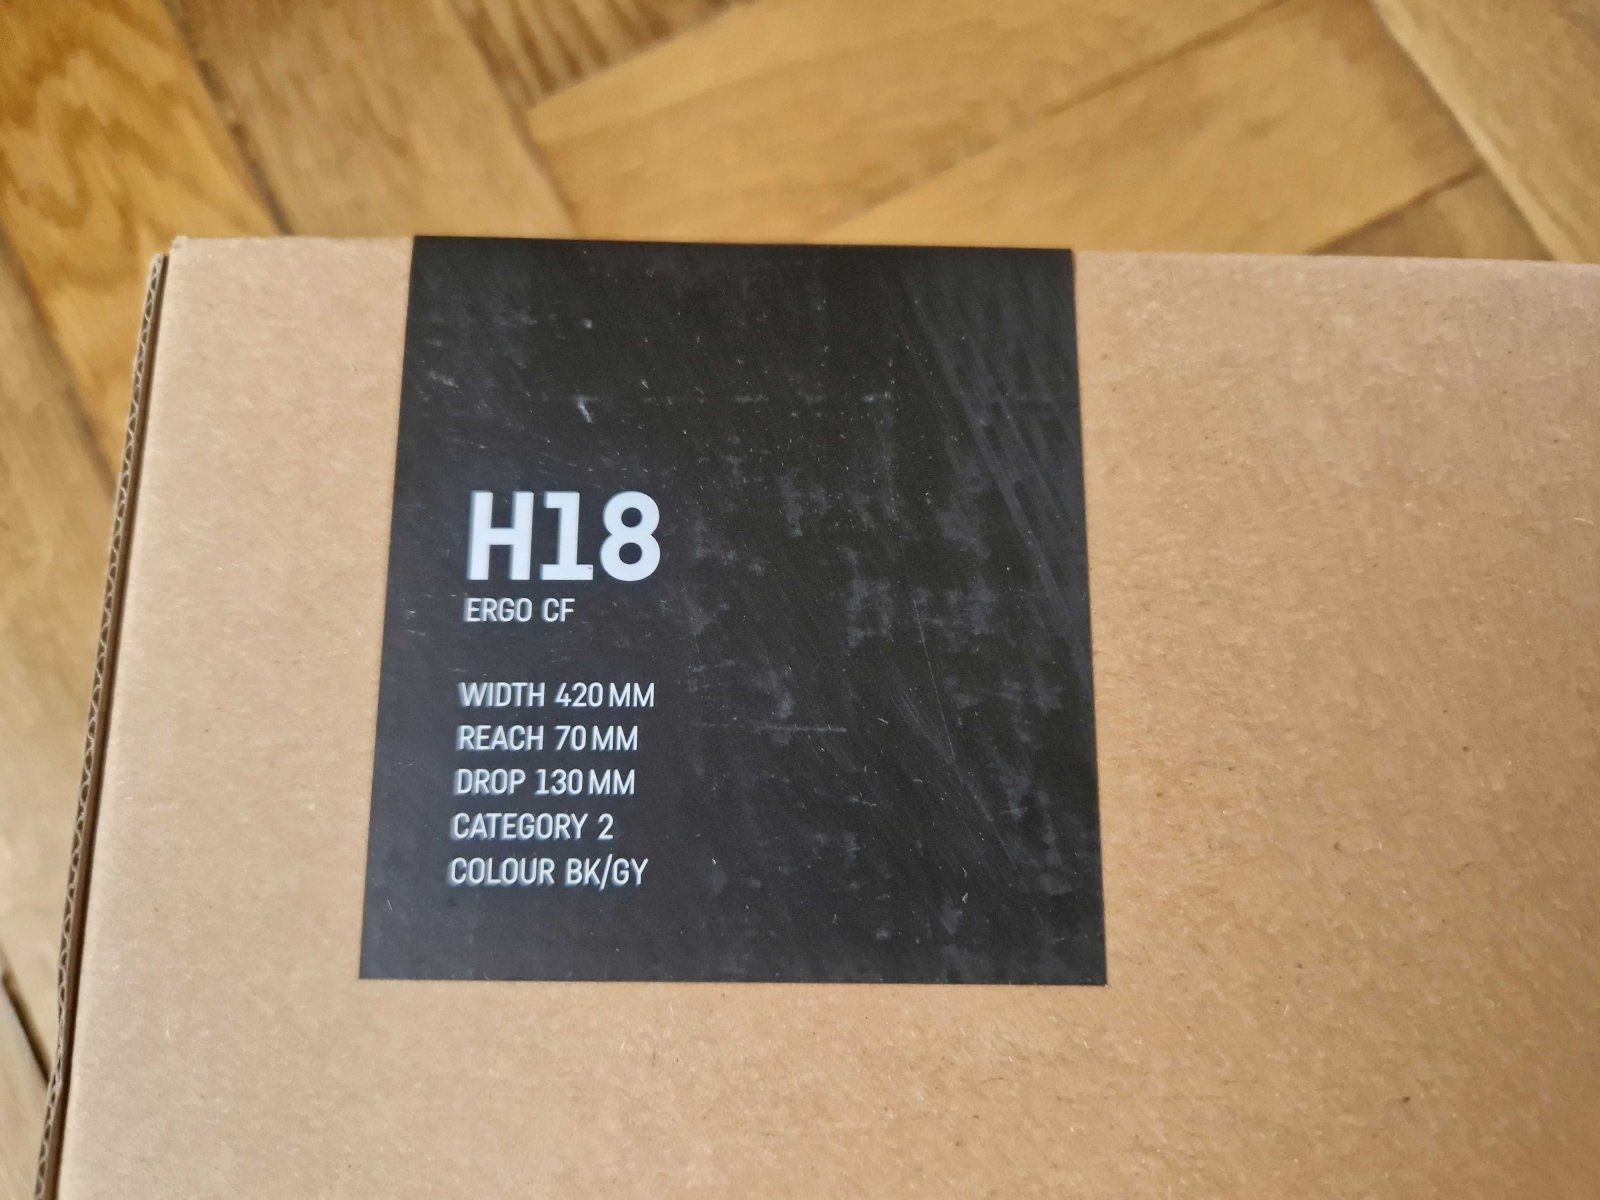 H18
ERGO CF
WIDTH 420 MM
REACH 70 MM
DROP 130 MM
CATEGORY 2
COLOUR BK/GY